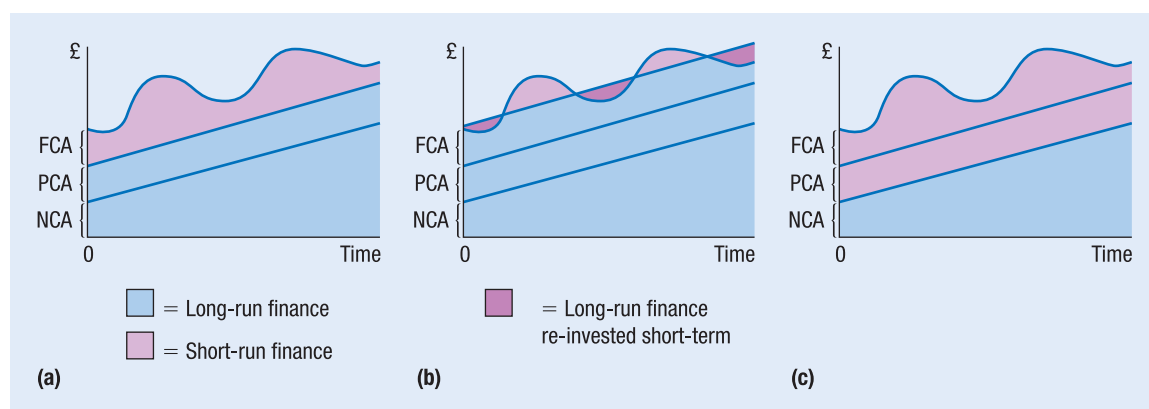 £
FCA
PCA
NCA
0
Time
£
FCA
PCA
NCA
0
Time
£
FCA
PCA
NCA
0
Time
= Long-run finance
= Short-run finance
= Long-run finance
re-invested short-term
(a)
(b)
(c)